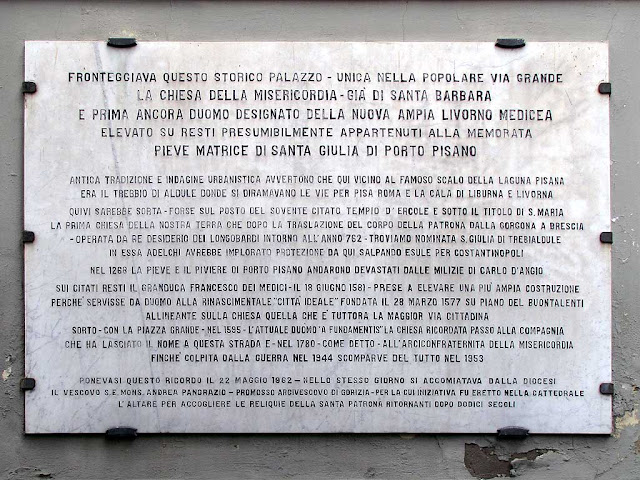 FRONTEGGIAVA QUESTO STORICO PALAZZO - UNICA NELLA POPOLARE VIA GRANDE
LA CHIESA DELLA MISERICORDIA - GIÀ DI SANTA BARBARA
E PRIMA ANCORA DUOMO DESIGNATO DELLA NUOVA AMPIA LIVORNO MEDICEA
ELEVATO SU RESTI PRESUMIBILMENTE APPARTENUTI ALLA MEMORATA
PIEVE MATRICE DI SANTA GIULIA DI PORTO PISANO
ANTICA TRADIZIONE E INDAGINE URBANISTICA AVVERTONO CHE QUI VICINO AL FAMOSO SCALO DELLA LAGUNA PISANA
ERA IL TREBBIO DI ALDULE DONDE SI DIRAMAVANO LE VIE PER PISA ROMA E LA CALA DI LIBURNA E LIVORNA
QUIVI SAREBBE SORTA - FORSE SUL POSTO DEL SOVENTE CITATO TEMPIO D'ERCOLE E SOTTO IL TITOLO DI S. MARIA
LA PRIMA CHIESA DELLA NOSTRA TERRA CHE DOPO LA TRASLAZIONE DEL CORPO DELLA PATRONA DALLA GORGONA A BRESCIA
- OPERATA DA RE DESIDERIO DEI LONGOBARDI INTORNO ALL'ANNO 762 - TROVIAMO NOMINATA S. GIULIA DI TREBIALDULE
IN ESSA ADELCHI AVREBBE IMPLORATO PROTEZIONE DA QUI SALPANDO ESULE PER COSTANTINOPOLI
NEL 1268 LA PIEVE E IL PIVIERE DI PORTO PISANO ANDARONO DEVASTATI DALLE MILIZIE DI CARLO D'ANGIO
SUI CITATI RESTI IL GRANDUCA FRANCESCO DEI MEDICI - IL 18 GIUGNO 1581 - PRESE A ELEVARE UNA PIU' AMPIA COSTRUZIONE
PERCHE' SERVISSE DA DUOMO ALLA RINASCIMENTALE "CITTÀ IDEALE" FONDATA IL 28 MARZO 1577 SU PIANO DEL BUONTALENTI
ALLINEANTE SULLA CHIESA QUELLA CHE E' TUTTORA LA MAGGIOR VIA CITTADINA
SORTO - CON LA PIAZZA GRANDE - NEL 1595 - L'ATTUALE DUOMO "A FUNDAMENTIS" LA CHIESA RICORDATA PASSO ALLA COMPAGNIA
CHE HA LASCIATO IL NOME A QUESTA STRADA E - NEL 1780 - COME DETTO - ALL'ARCICONFRATERNITA DELLA MISERICORDIA
FINCHÉ COLPITA DALLA GUERRA NEL 1944 SCOMPARVE DEL TUTTO NEL 1953
PONEVASI QUESTO RICORDO IL 22 MAGGIO 1962 - NELLO STESSO GIORNO SI ACCOMIATAVA DALLA DIOCESI
IL VESCOVO S.E. MONS. ANDREA PANGRAZIO - PROMOSSO ARCIVESCOVO DI GORIZIA - PER LA CUI INIZIATIVA FU ERETTO NELLA CATTEDRALE
L'ALTARE PER ACCOGLIERE LE RELIQUIE DELLA SANTA PATRONA RITORNANTI DOPO DODICI SECOLI